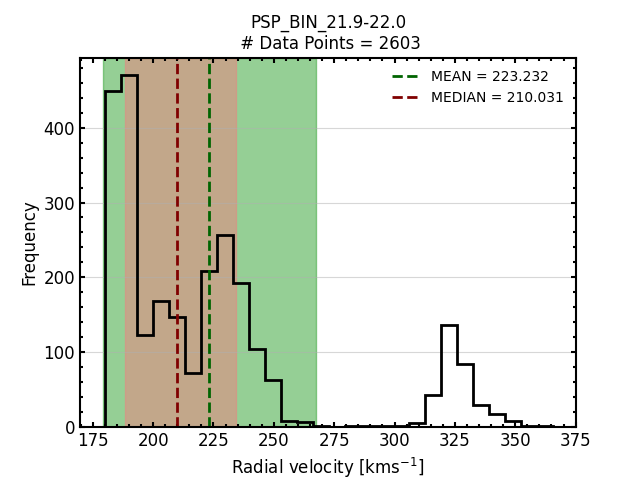 PSP_BIN_21.9-22.0
# Data Points = 2603
MEAN = 223.232
MEDIAN = 210.031
Frequency
400
300
200
100
0
175 200 225 250 275 300 325 350 375
Radial velocity [kms⁻¹]